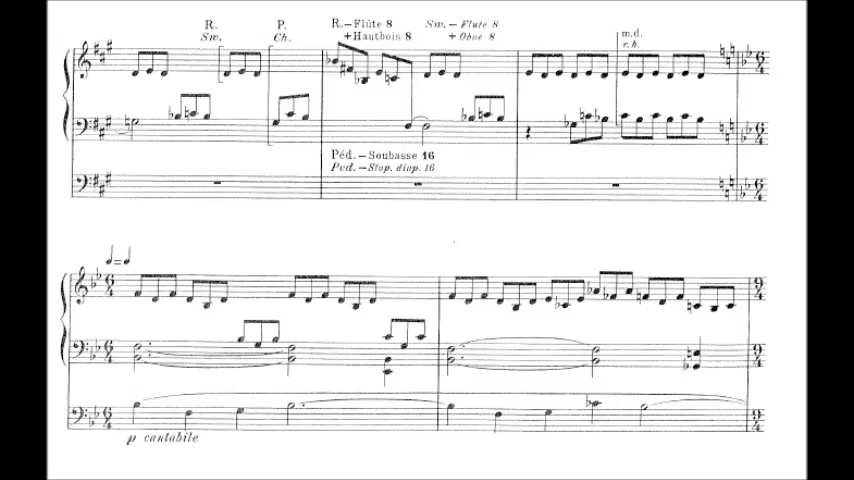 R. P. R.–Flûte 8 Sw.–Flute 8
Sw. Ch. +Hautbois 8 + Oboe 8 m.d.
r.h.
Péd.–Soubasse 16
Ped.–Stop. diap. 16
p cantabile